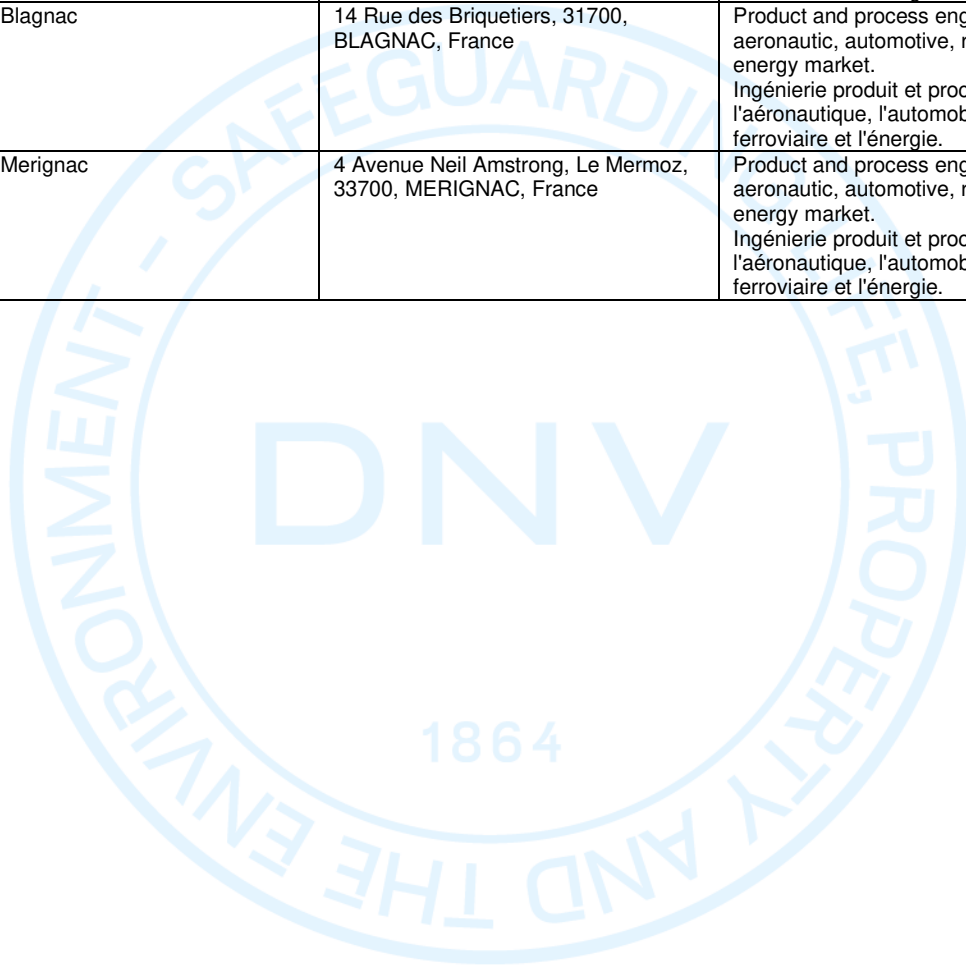 Blagnac
14 Rue des Briquetiers, 31700,
BLAGNAC, France
Product and process eng
aeronautic, automotive,
energy market.
Ingénierie produit et proc
l'aéronautique, l'automob
ferroviaire et l'énergie.
Merignac
4 Avenue Neil Amstrong, Le Mermoz,
33700, MERIGNAC, France
Product and process eng
aeronautic, automotive,
energy market.
Ingénierie produit et proc
l'aéronautique, l'automob
ferroviaire et l'énergie.
SAFEGUARDING LIFE, PROPERTY AND THE ENVIRONMENT -
DNV
1864